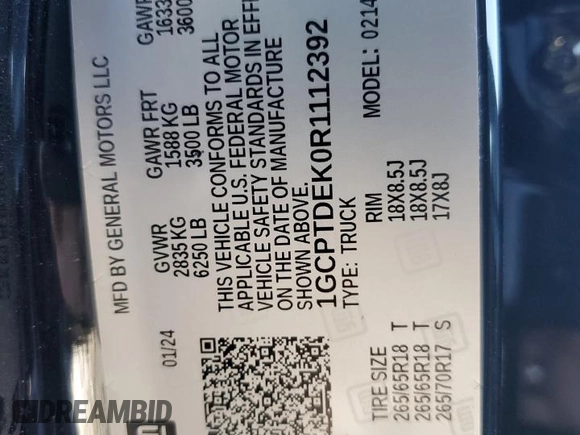 MFD BY GENERAL MOTORS LLC
01/24
GVWR
2835 KG
6250 LB
GAWR FRT
1588 KG
3500 LB
GAWR
1633
3600
THIS VEHICLE CONFORMS TO ALL
APPLICABLE U.S. FEDERAL MOTOR
VEHICLE SAFETY STANDARDS IN EFF
ON THE DATE OF MANUFACTURE
SHOWN ABOVE.
1GCPTDEK0R1112392
TYPE: TRUCK
MODEL: 0214
TIRE SIZE RIM
265/65R18 T 18X8.5J
265/65R18 T 18X8.5J
265/70R17 S 17X8J
DREAMBID